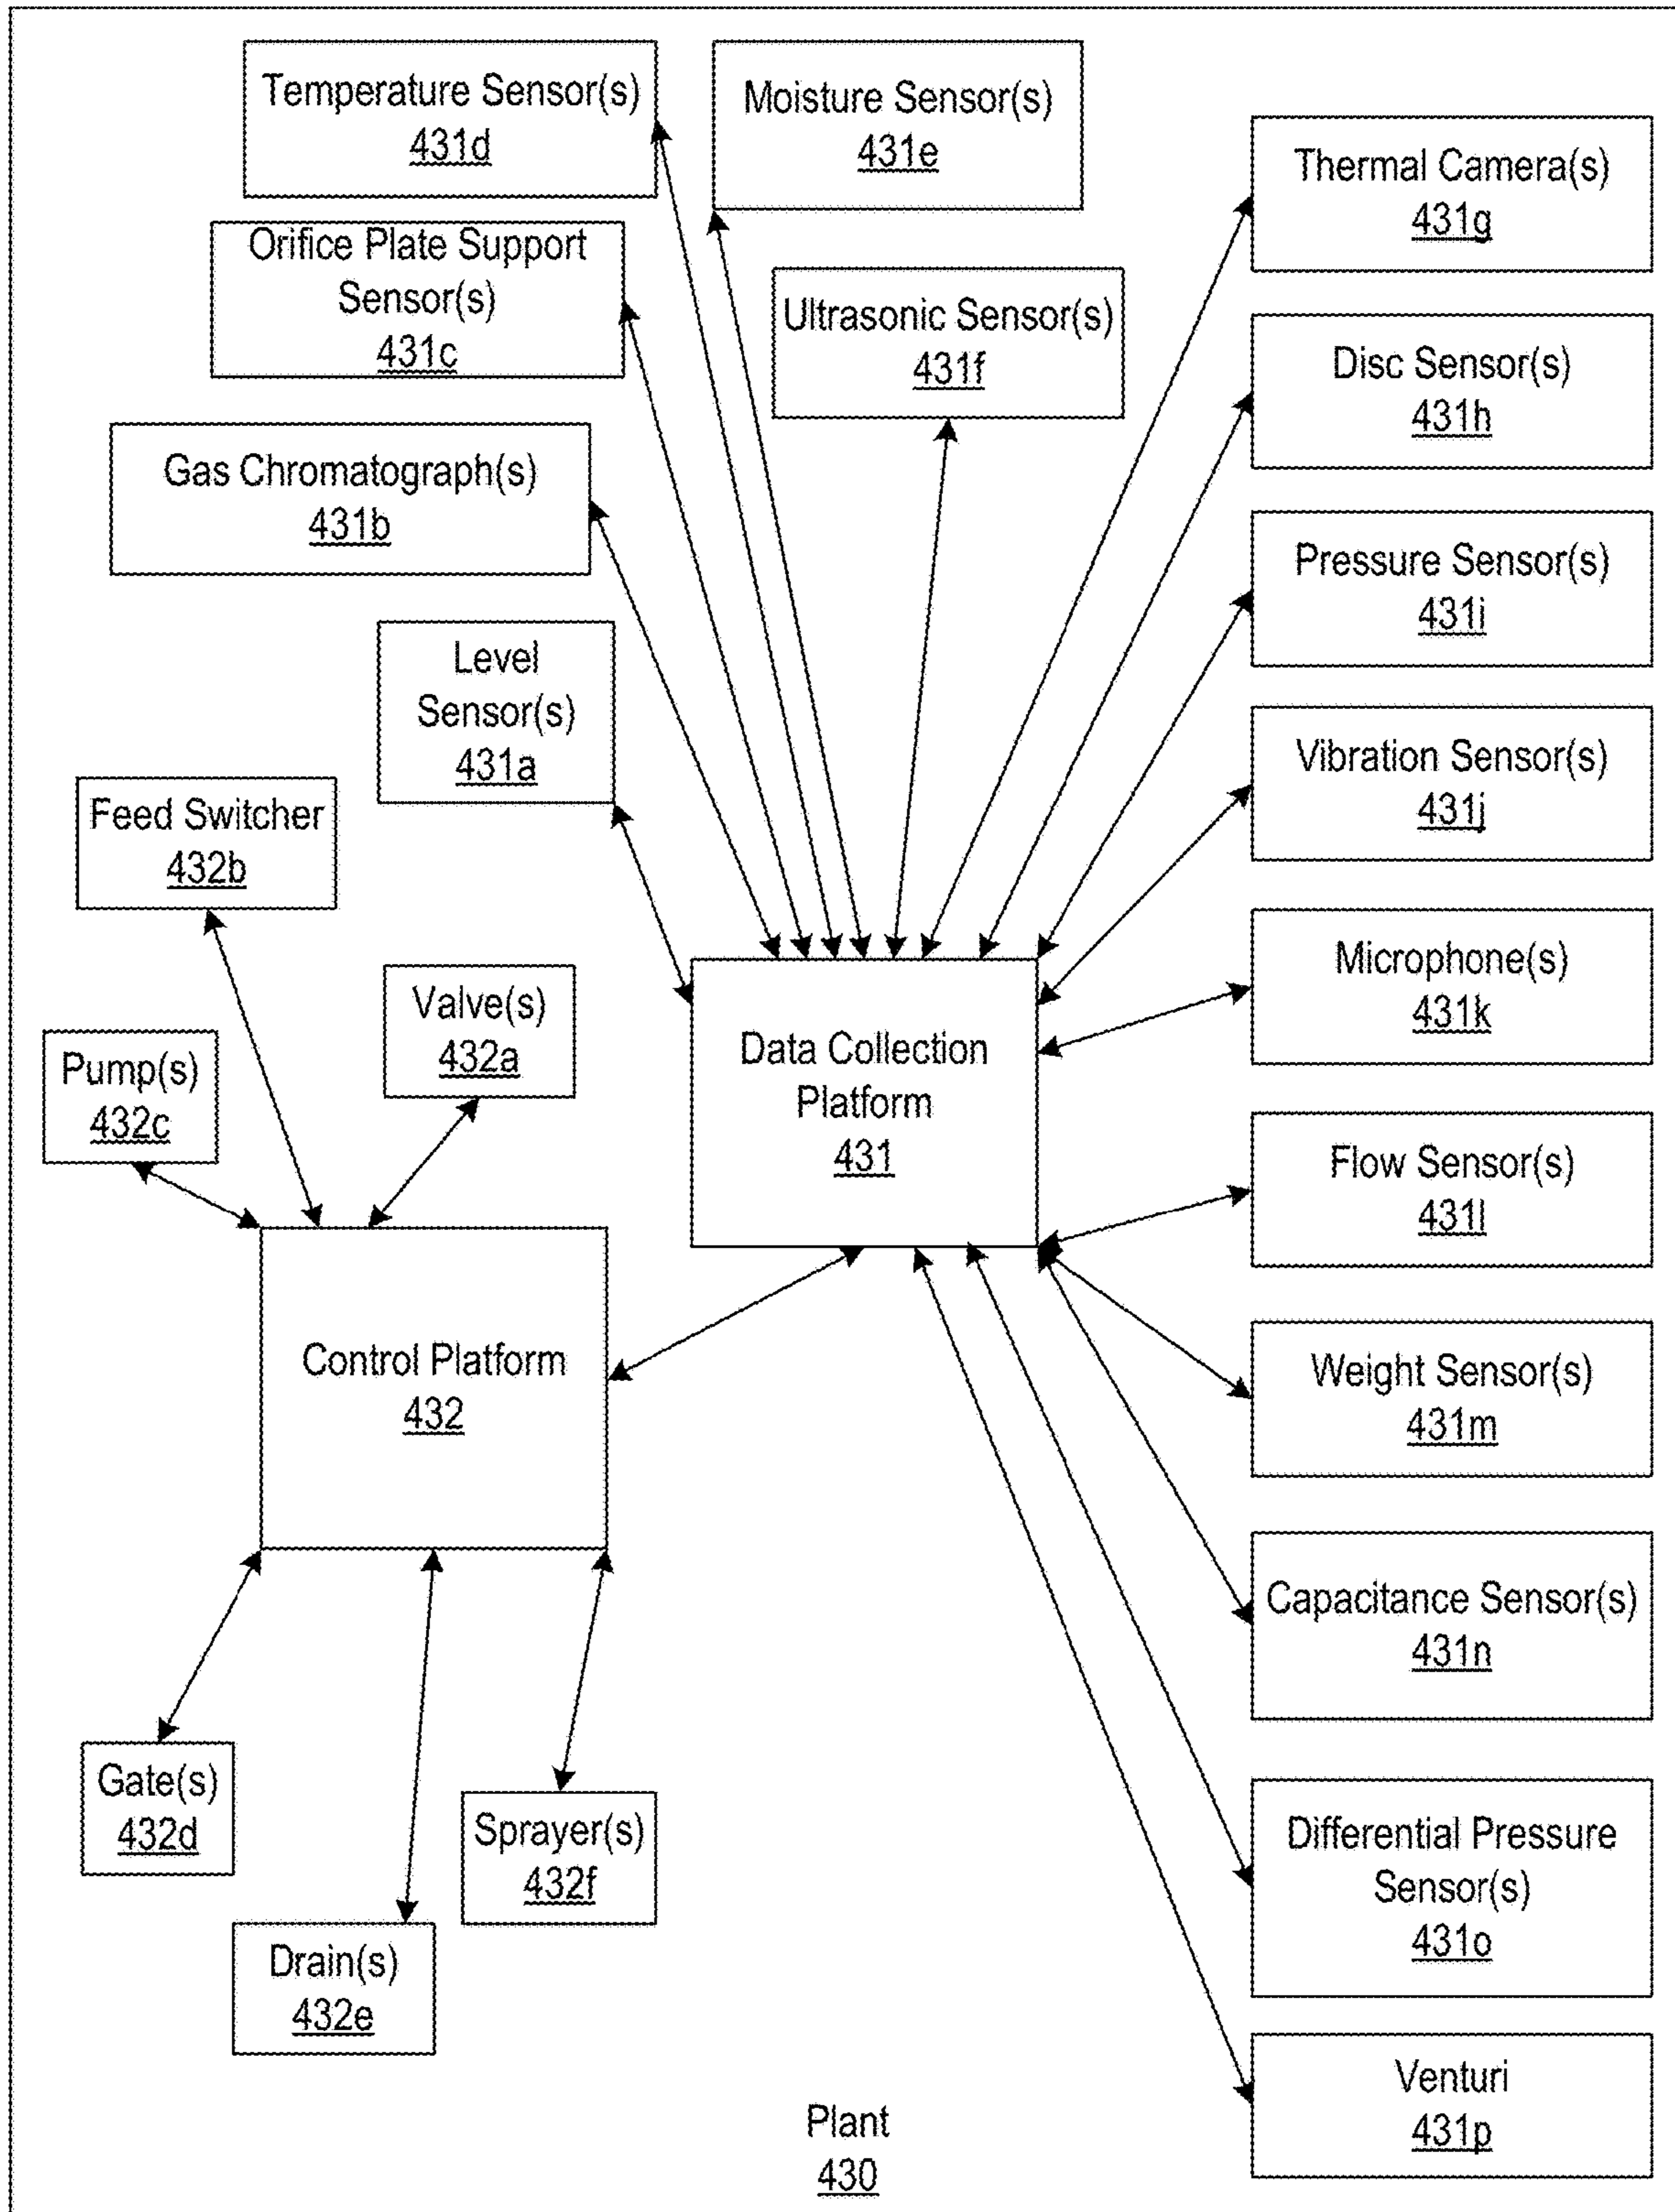 Temperature Sensor(s)
431d
Moisture Sensor(s)
431e
Thermal Camera(s)
431g
Orifice Plate Support
Sensor(s)
431c
Ultrasonic Sensor(s)
431f
Disc Sensor(s)
431h
Gas Chromatograph(s)
431b
Pressure Sensor(s)
431i
Level
Sensor(s)
431a
Vibration Sensor(s)
431j
Feed Switcher
432b
Microphone(s)
431k
Valve(s)
432a
Pump(s)
432c
Data Collection
Platform
431
Flow Sensor(s)
431l
Control Platform
432
Weight Sensor(s)
431m
Capacitance Sensor(s)
431n
Gate(s)
432d
Sprayer(s)
432f
Differential Pressure
Sensor(s)
431o
Drain(s)
432e
Venturi
431p
Plant
430